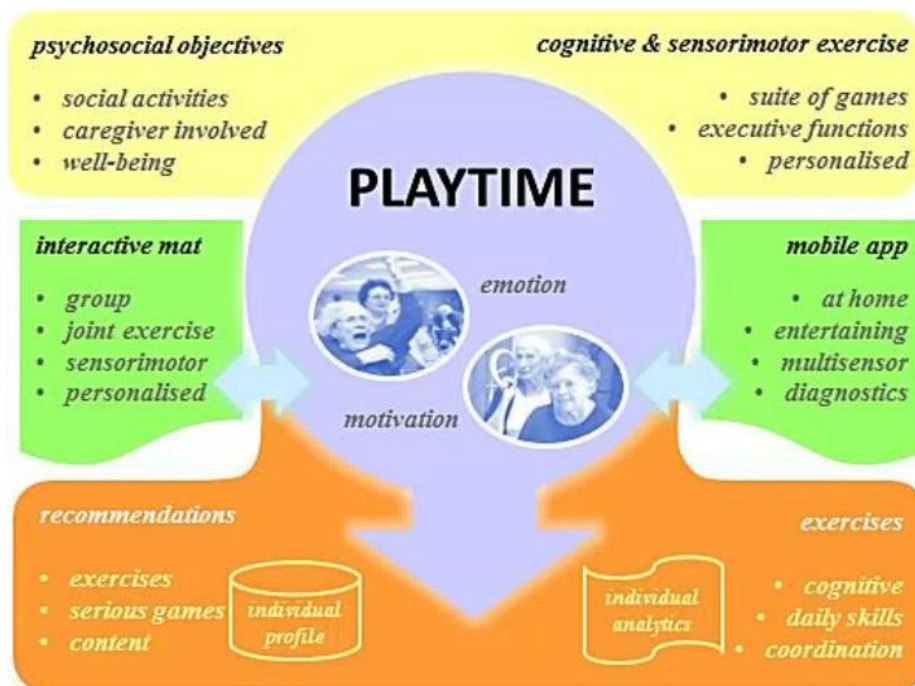 psychosocial objectives
• social activities
• caregiver involved
• well-being
cognitive & sensorimotor exercise
• suite of games
• executive functions
• personalised
PLAYTIME
emotion
motivation
interactive mat
• group
• joint exercise
• sensorimotor
• personalised
mobile app
• at home
• entertaining
• multisensor
• diagnostics
recommendations
• exercises
• serious games
• content
individual
profile
individual
analytics
exercises
• cognitive
• daily skills
• coordination